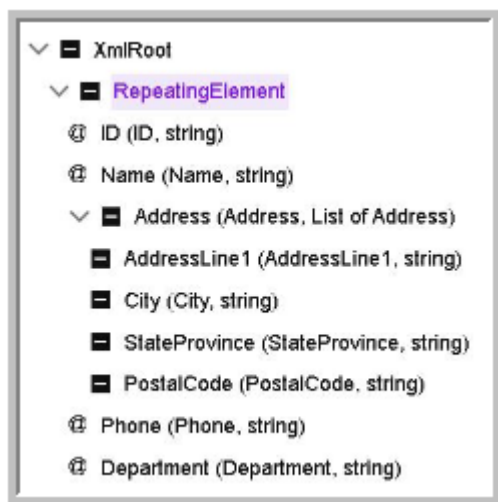 XmlRoot
RepeatingElement
@ ID (ID, string)
@ Name (Name, string)
Address (Address, List of Address)
AddressLine1 (AddressLine1, string)
City (City, string)
StateProvince (StateProvince, string)
PostalCode (PostalCode, string)
@ Phone (Phone, string)
@ Department (Department, string)